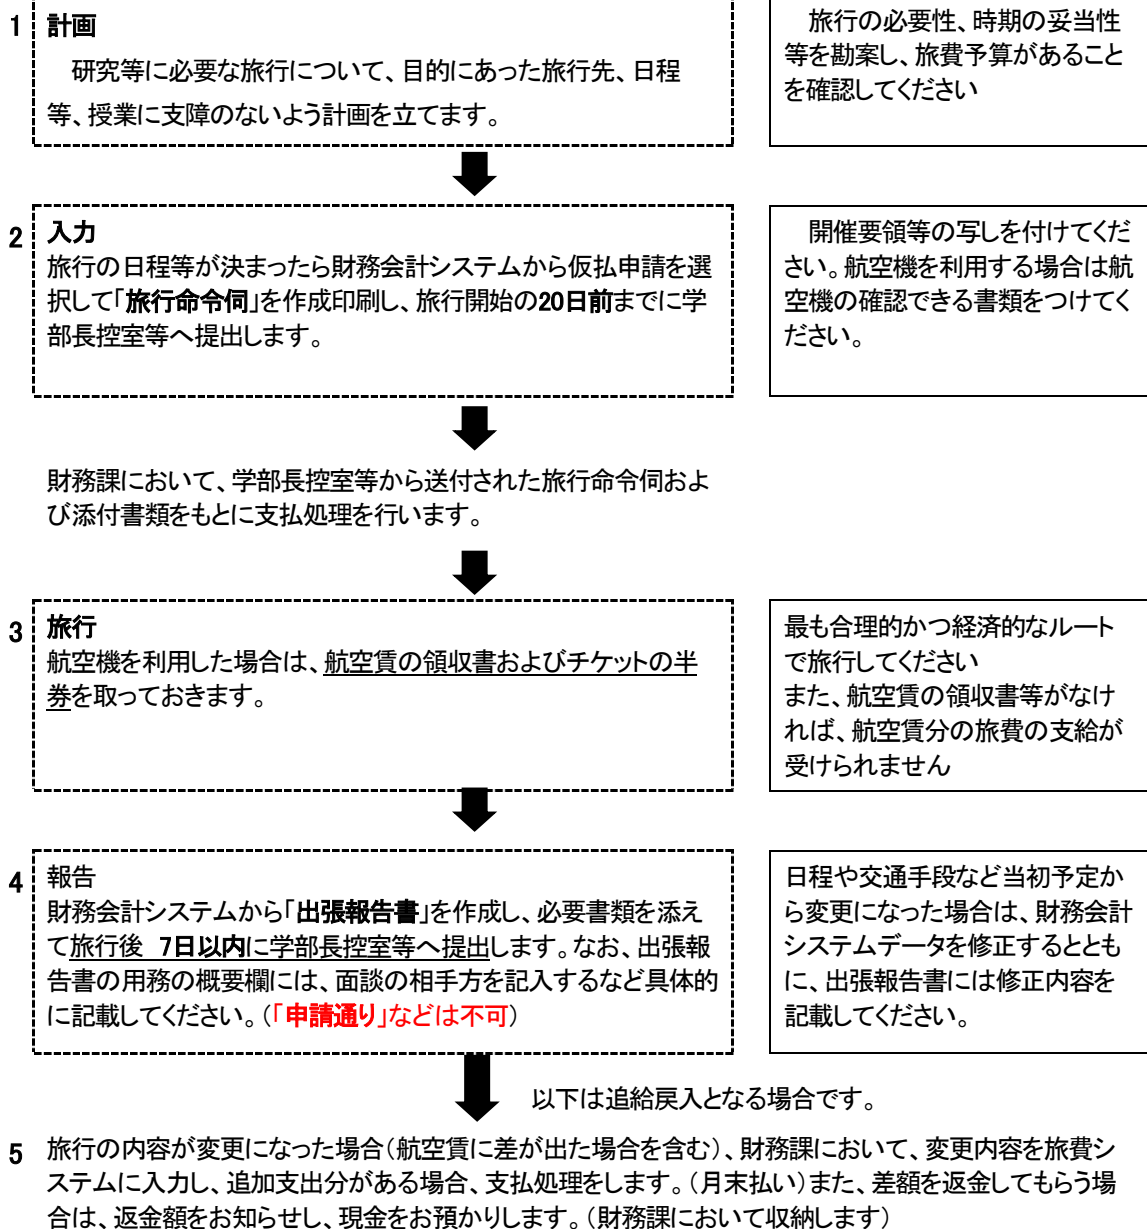 1 計画
研究等に必要な旅行について、目的にあった旅行先、日程
等、授業に支障のないよう計画を立てます。
旅行の必要性、時期の妥当性
等を勘案し、旅費予算があること
を確認してください
2 入力
旅行の日程等が決まったら財務会計システムから仮払申請を選
択して「旅行命令伺」を作成印刷し、旅行開始の20日前までに学
部長控室等へ提出します。
開催要領等の写しを付けてくだ
さい。航空機を利用する場合は航
空機の確認できる書類をつけてく
ださい。
財務課において、学部長控室等から送付された旅行命令伺およ
び添付書類をもとに支払処理を行います。
3 旅行
航空機を利用した場合は、航空賃の領収書およびチケットの半
券を取っておきます。
最も合理的かつ経済的なルート
で旅行してください
また、航空賃の領収書等がなけ
れば、航空賃分の旅費の支給が
受けられません
4 報告
財務会計システムから「出張報告書」を作成し、必要書類を添え
て旅行後 7日以内に学部長控室等へ提出します。なお、出張報
告書の用務の概要欄には、面談の相手方を記入するなど具体的
に記載してください。(「申請通り」などは不可)
日程や交通手段など当初予定か
ら変更になった場合は、財務会計
システムデータを修正するととも
に、出張報告書には修正内容を
記載してください。
以下は追給戻入となる場合です。
5 旅行の内容が変更になった場合(航空賃に差が出た場合を含む)、財務課において、変更内容を旅費シ
ステムに入力し、追加支出分がある場合、支払処理をします。(月末払い)また、差額を返金してもらう場
合は、返金額をお知らせし、現金をお預かりします。(財務課において収納します)